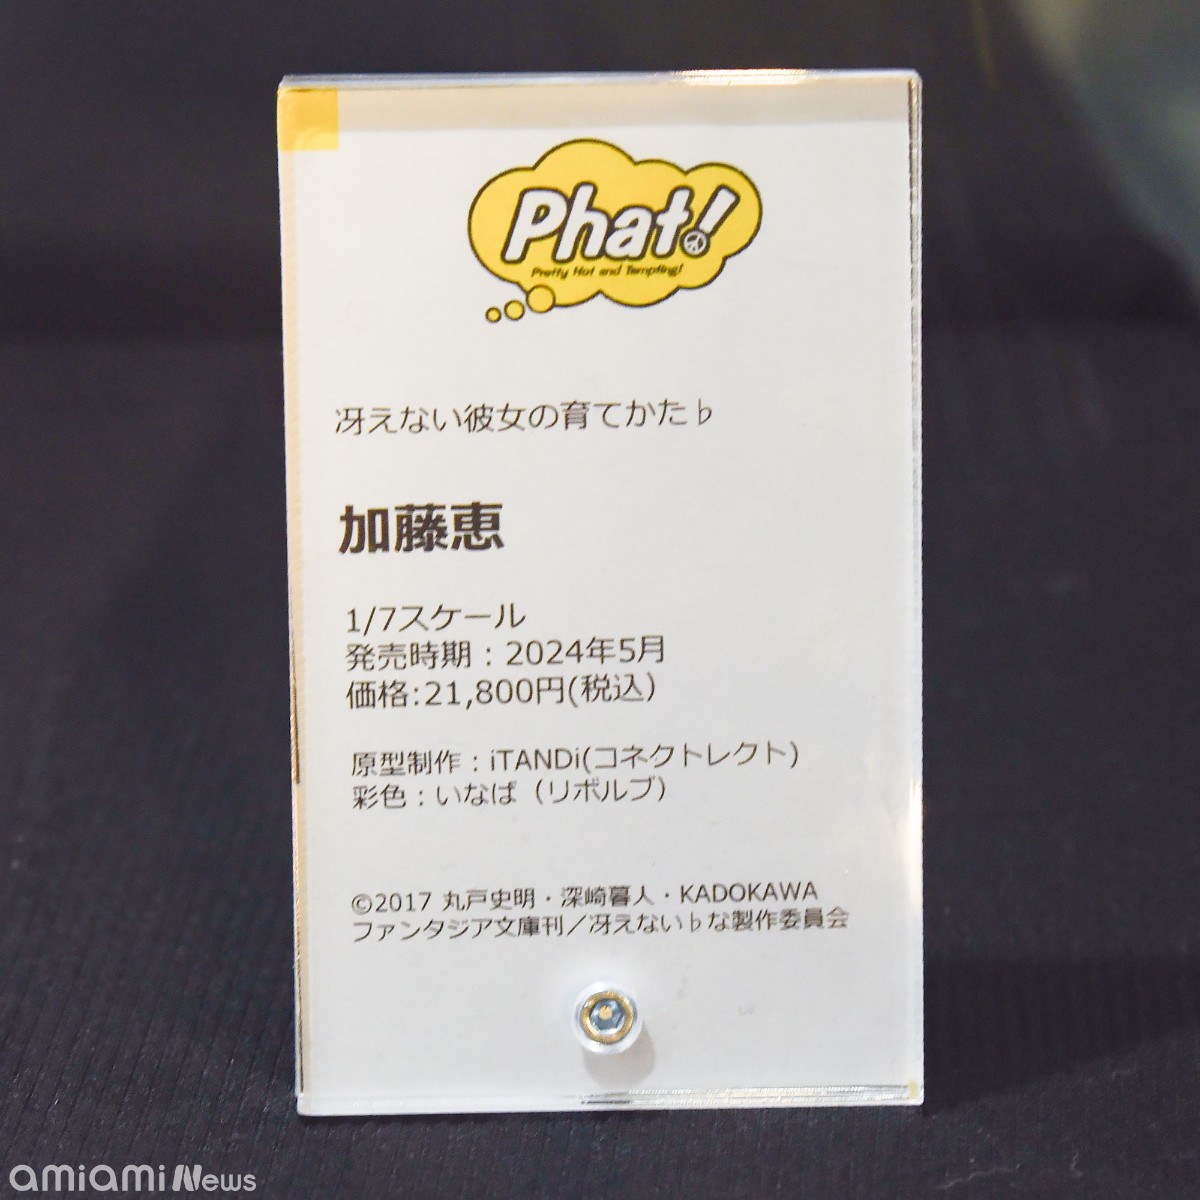 Phat!
Pretty Hot and Tempting!
冴えない彼女の育てかた♭
加藤恵
1/7スケール
発売時期：2024年5月
価格:21,800円(税込)
原型制作：iTANDi(コネクトレクト)
彩色：いなば（リボルブ）
©2017 丸戸史明・深崎暮人・KADOKAWA
ファンタジア文庫刊／冴えない♭な製作委員会
amiami News